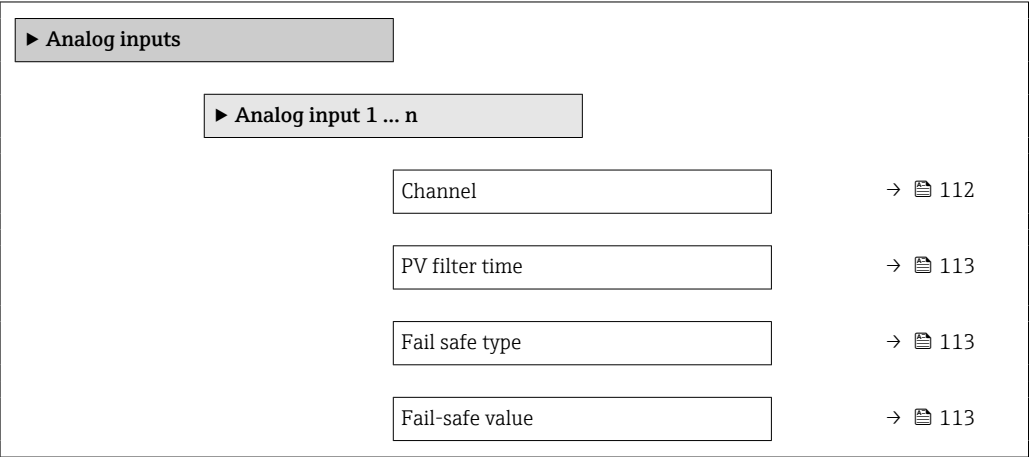 ▶ Analog inputs
▶ Analog input 1 ... n
Channel → 112
PV filter time → 113
Fail safe type → 113
Fail-safe value → 113